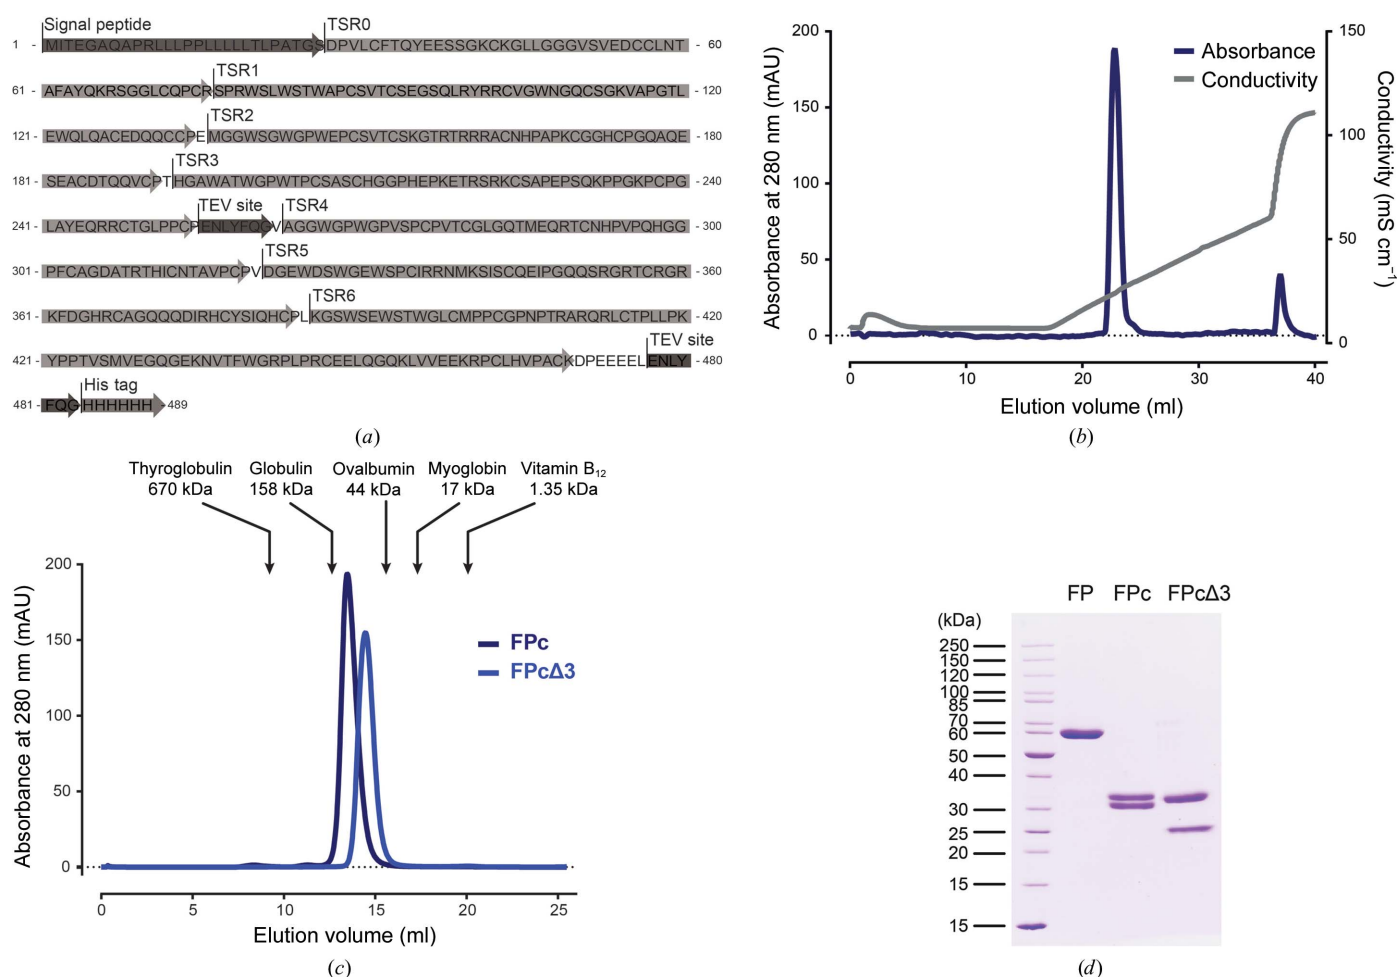 Signal peptide TSR0
1 - MITEGAQAPRLLLPPLLLLLTLPATGSDPVLCFTQYEESSGKCKGLLGGGVSVEDCCLNT - 60
TSR1
61 - AFAYQKRSGGLCQPCRSPRWSLWSTWAPCSVTCSEGSQLRYRRCVGWNGQCSGKVAPGTL - 120
TSR2
121 - EWQLQACEDQQCCPEMGGWSGWGPWEPCSVTCSKGTRTRRRACNHPAPKCGGHCPGQAQE - 180
TSR3
181 - SEACDTQQVCPTHGAWATWGPWTPCSASCHGGPHEPKETRSRKCSAPEPSQKPPGKPCPG - 240
TEV site TSR4
241 - LAYEQRRCTGLPPCPENLYFQGVAGGWGPWGPVSPCPVTCGLGQTMEQRTCNHPVPQHGG - 300
TSR5
301 - PFCAGDATRTHICNTAVPCPVDGEWDSWGEWSPCIRRNMKSISCQEIPGQQSRGRTCRGR - 360
TSR6
361 - KFDGHRCAGQQQDIRHCYSIQHCPLKGSWSEWSTWGLCMPPCGPNPTRARQRLCTPLLPK - 420
TEV site
421 - YPPTVSMVEGQGEKNVTFWGRPLPRCEELQGQKLVVEEKRPCLHVPACKDPEEEELENLY - 480
His tag
481 - FQGHHHHHH - 489
(a)
200
150
100
50
0
Absorbance at 280 nm (mAU)
Absorbance
Conductivity
150
100
50
0
Conductivity (mS cm⁻¹)
0 10 20 30 40
Elution volume (ml)
(b)
Thyroglobulin Globulin Ovalbumin Myoglobin Vitamin B₁₂
670 kDa 158 kDa 44 kDa 17 kDa 1.35 kDa
200
150
100
50
0
Absorbance at 280 nm (mAU)
FPc
FPcΔ3
0 5 10 15 20 25
Elution volume (ml)
(c)
FP FPc FPcΔ3
(kDa)
250
150
120
100
85
70
60
50
40
30
25
20
15
15
(d)